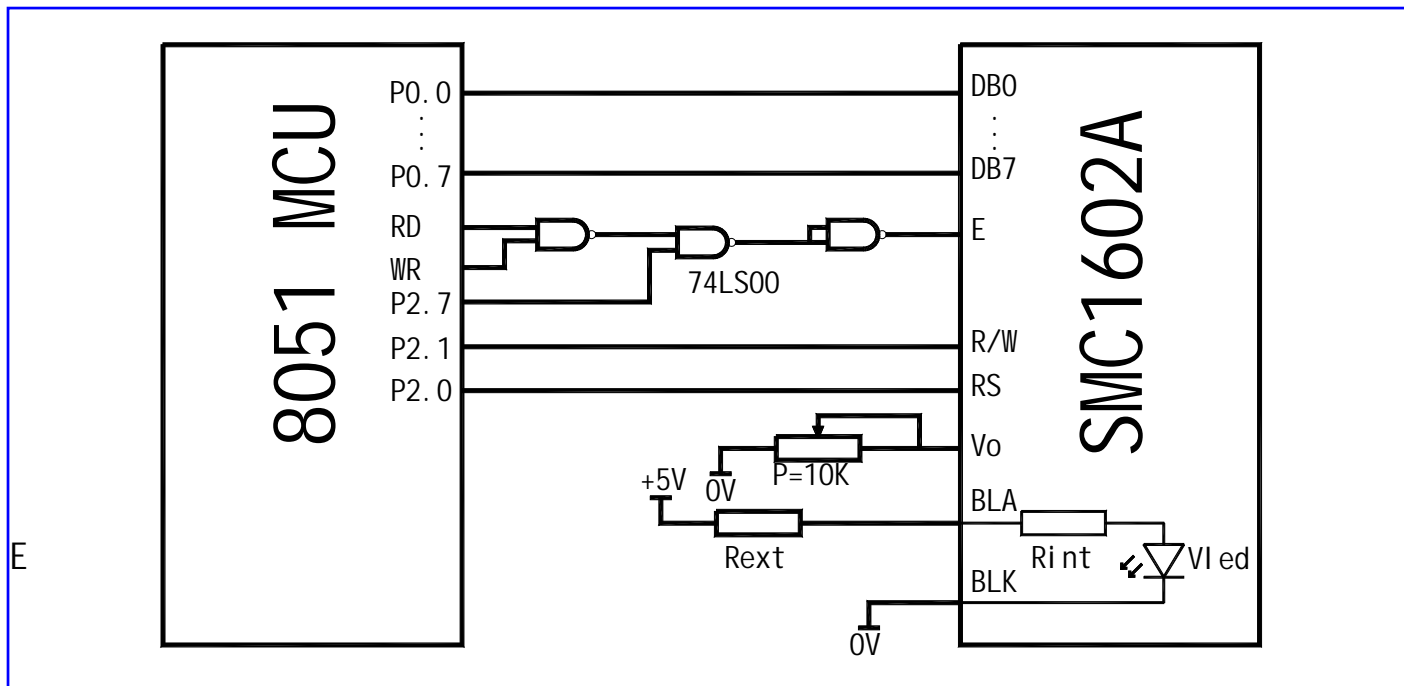 8051 MCU
P0.0
P0.7
RD
WR
P2.7
P2.1
P2.0
74LS00
SMC1602A
DB0
DB7
E
R/W
RS
Vo
P=10K
0V
+5V
BLA
Rext
Rint
Vled
BLK
0V
E